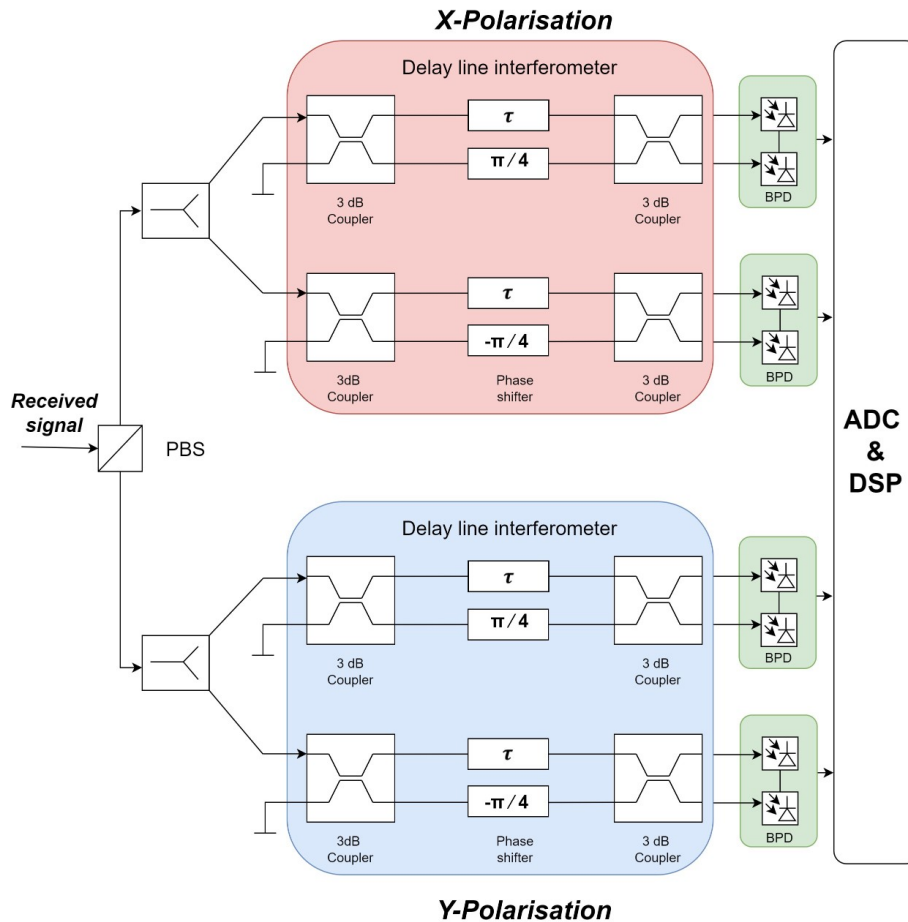 X-Polarisation
Delay line interferometer
τ
π / 4
3 dB
Coupler
3 dB
Coupler
BPD
τ
-π / 4
3dB
Coupler
Phase
shifter
3 dB
Coupler
BPD
Received
signal
PBS
ADC
&
DSP
Delay line interferometer
τ
π / 4
3 dB
Coupler
3 dB
Coupler
BPD
τ
-π / 4
3dB
Coupler
Phase
shifter
3 dB
Coupler
BPD
Y-Polarisation